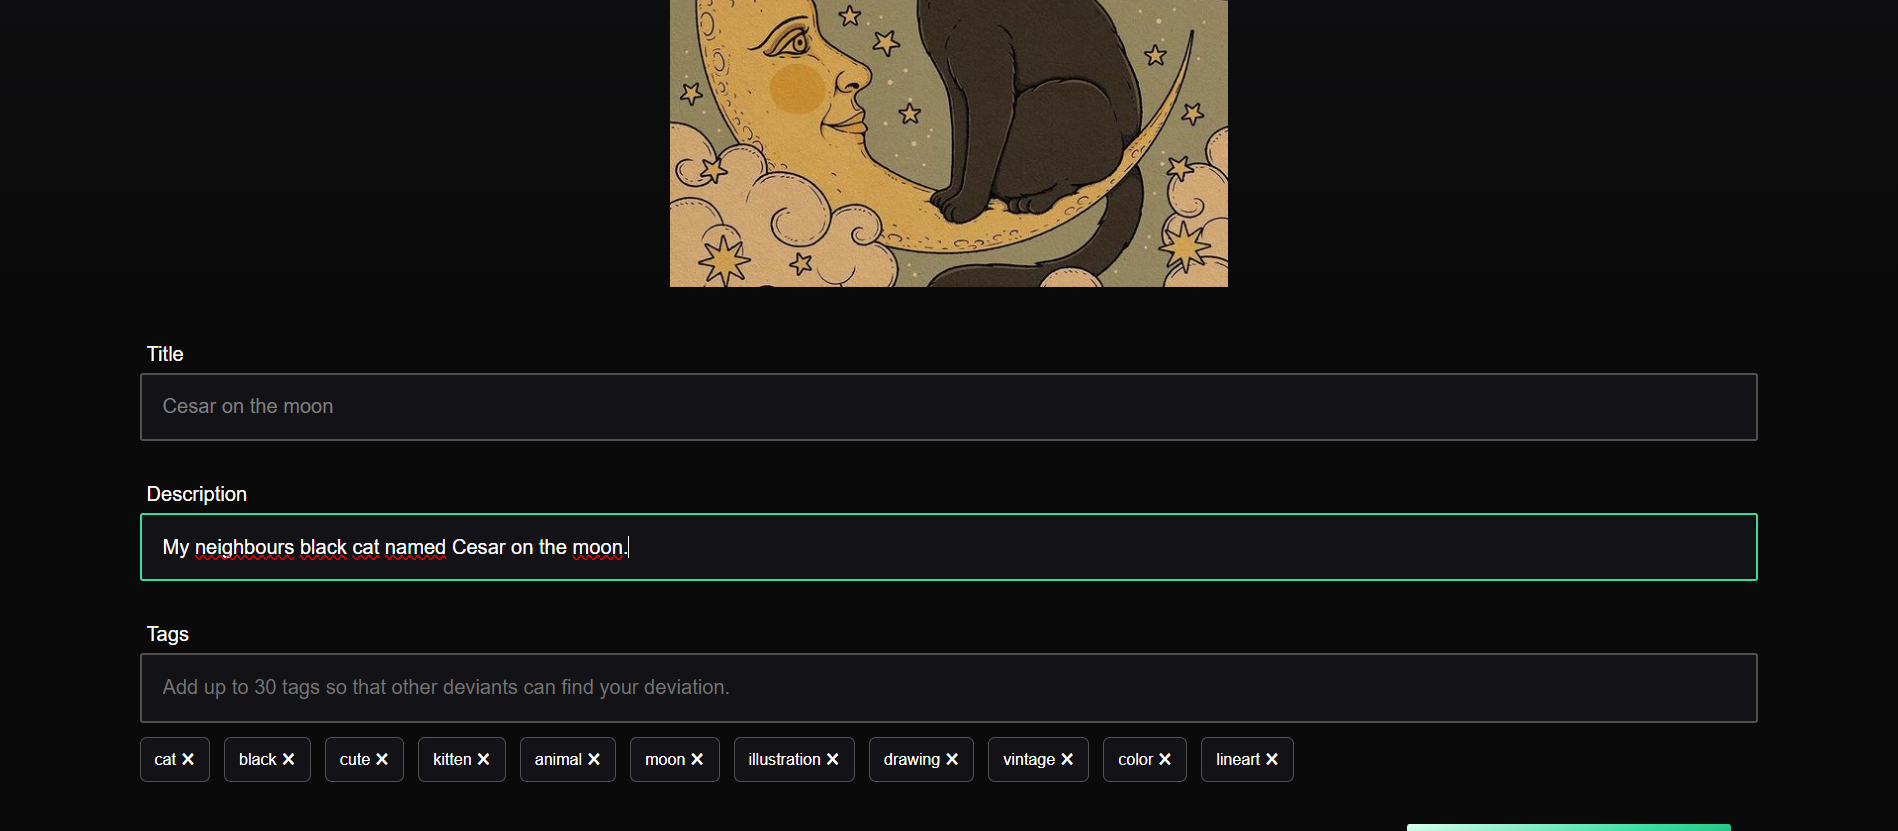 Title
Cesar on the moon
Description
My neighbours black cat named Cesar on the moon.
Tags
Add up to 30 tags so that other deviants can find your deviation.
cat × black × cute × kitten × animal × moon × illustration × drawing × vintage × color × lineart ×